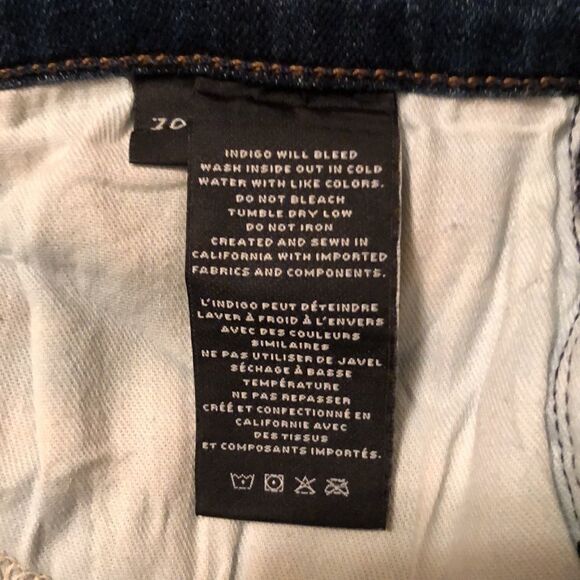 30
INDIGO WILL BLEED
WASH INSIDE OUT IN COLD
WATER WITH LIKE COLORS.
DO NOT BLEACH
TUMBLE DRY LOW
DO NOT IRON
CREATED AND SEWN IN
CALIFORNIA WITH IMPORTED
FABRICS AND COMPONENTS.
L'INDIGO PEUT DÉTEINDRE
LAVER À FROID À L'ENVERS
AVEC DES COULEURS
SIMILAIRES
NE PAS UTILISER DE JAVEL
SÉCHAGE À BASSE
TEMPÉRATURE
NE PAS REPASSER
CRÉÉ ET CONFECTIONNÉ EN
CALIFORNIE AVEC
DES TISSUS
ET COMPOSANTS IMPORTÉS.